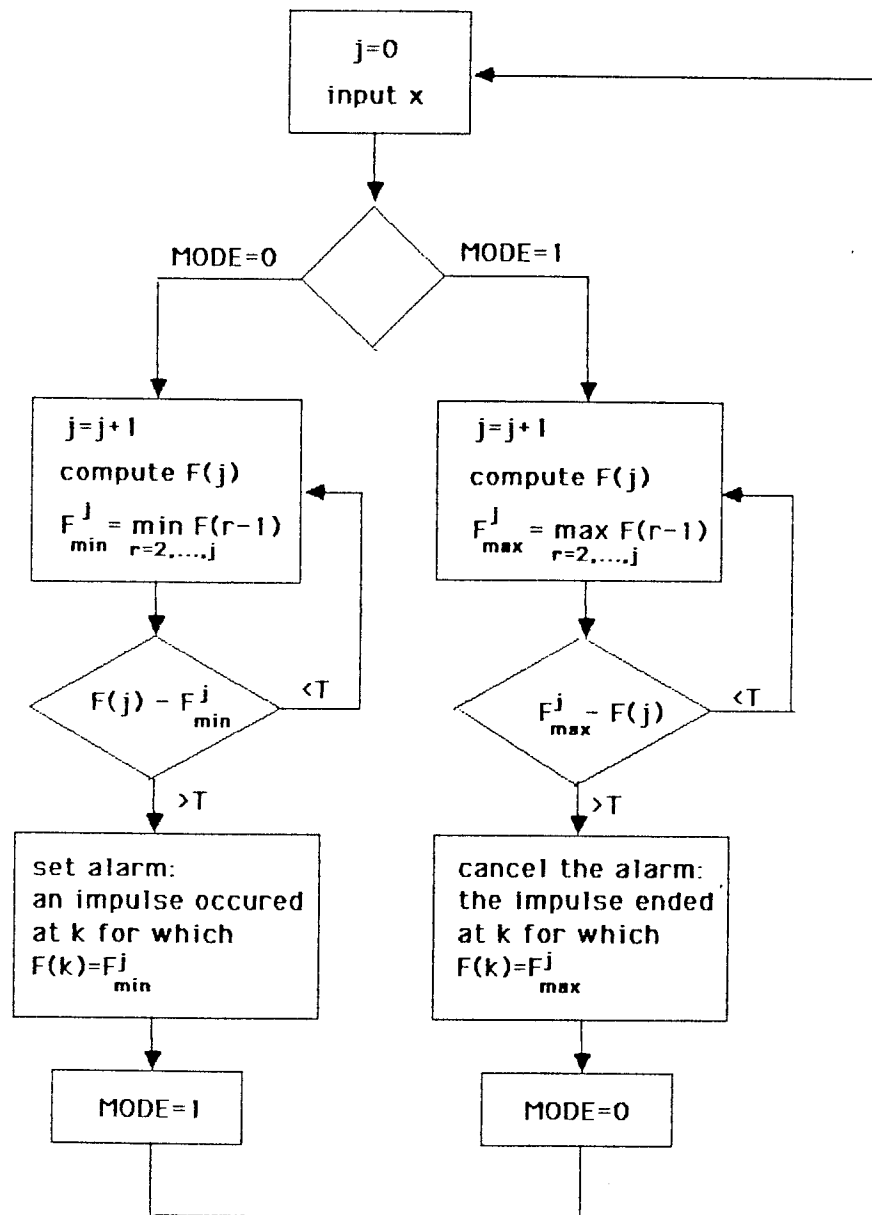 j=0
input x
MODE=0
MODE=1
j=j+1
compute F(j)
F^j_min = min F(r-1)
r=2,...,j
F(j) - F^j_min
<T
>T
set alarm:
an impulse occured
at k for which
F(k)=F^j_min
MODE=1
j=j+1
compute F(j)
F^j_max = max F(r-1)
r=2,...,j
F^j_max - F(j)
<T
>T
cancel the alarm:
the impulse ended
at k for which
F(k)=F^j_max
MODE=0